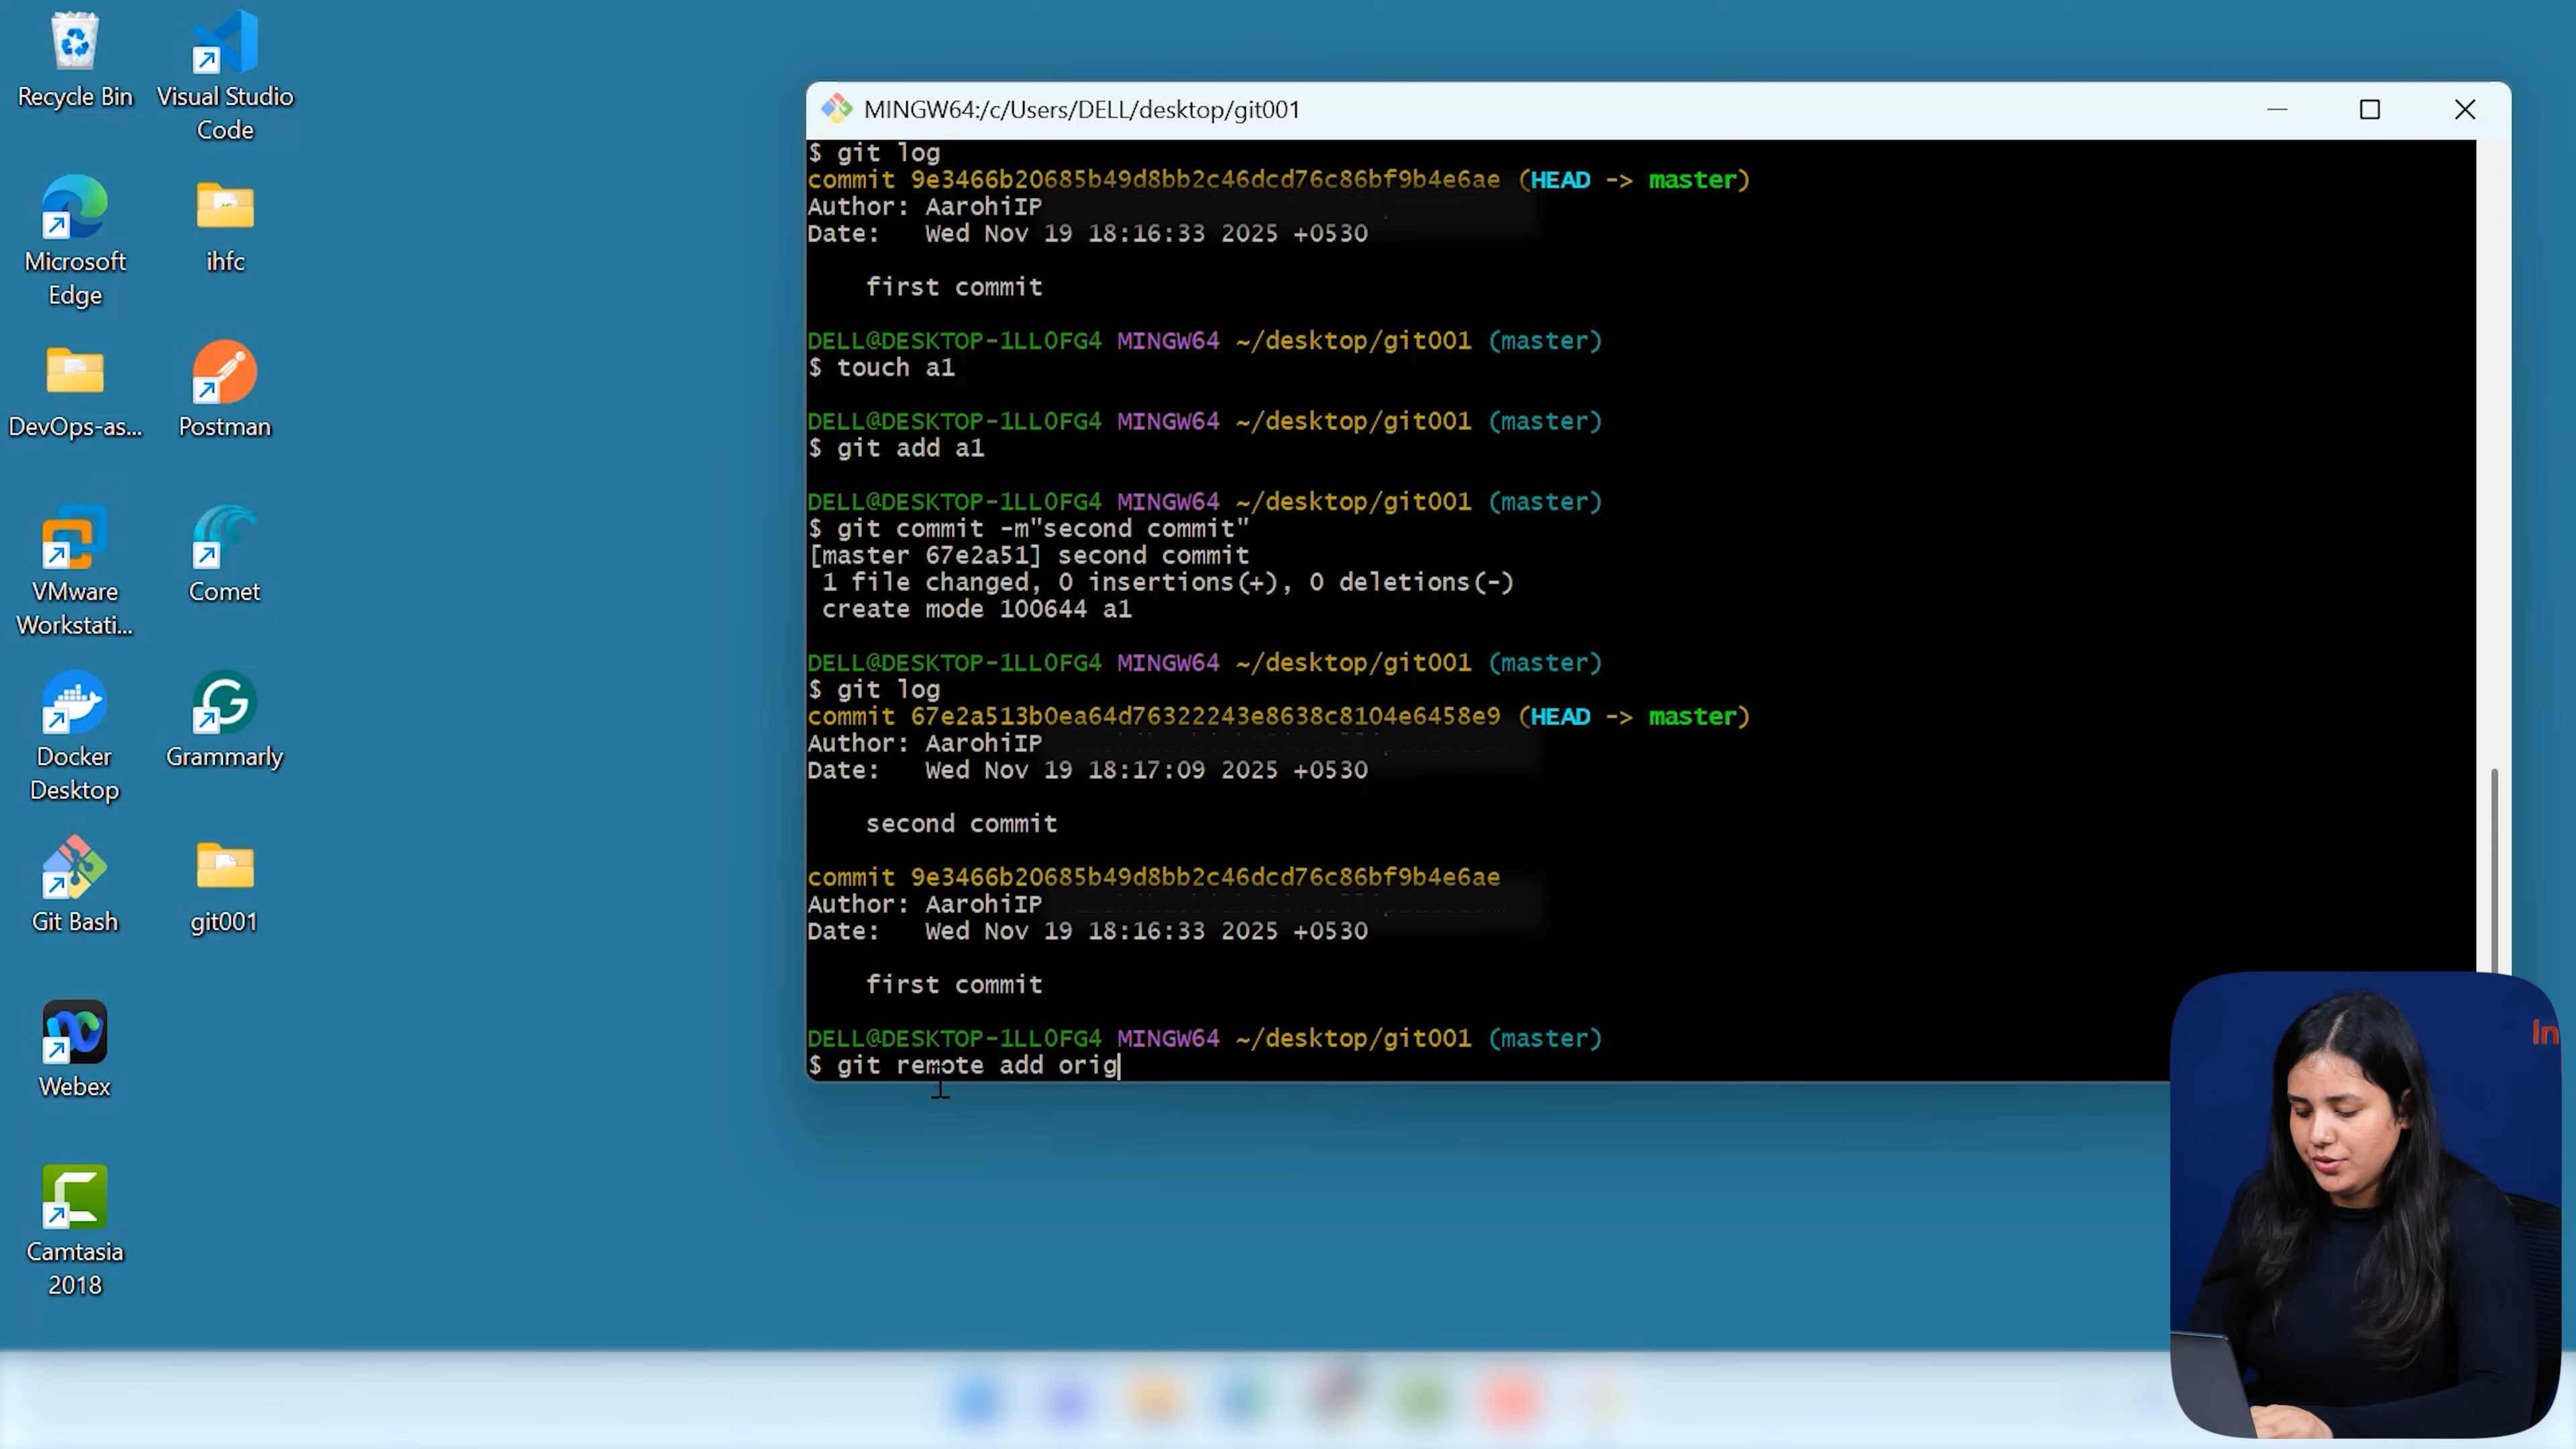 Recycle Bin
Visual Studio
Code
Microsoft
Edge
ihfc
DevOps-as...
Postman
VMware
Workstati...
Comet
Docker
Desktop
Grammarly
Git Bash
git001
Webex
Camtasia
2018
MINGW64:/c/Users/DELL/desktop/git001
$ git log
commit 9e3466b20685b49d8bb2c46dcd76c86bf9b4e6ae (HEAD -> master)
Author: AarohiIP
Date:   Wed Nov 19 18:16:33 2025 +0530
first commit
DELL@DESKTOP-1LL0FG4 MINGW64 ~/desktop/git001 (master)
$ touch a1
DELL@DESKTOP-1LL0FG4 MINGW64 ~/desktop/git001 (master)
$ git add a1
DELL@DESKTOP-1LL0FG4 MINGW64 ~/desktop/git001 (master)
$ git commit -m"second commit"
[master 67e2a51] second commit
1 file changed, 0 insertions(+), 0 deletions(-)
create mode 100644 a1
DELL@DESKTOP-1LL0FG4 MINGW64 ~/desktop/git001 (master)
$ git log
commit 67e2a513b0ea64d76322243e8638c8104e6458e9 (HEAD -> master)
Author: AarohiIP
Date:   Wed Nov 19 18:17:09 2025 +0530
second commit
commit 9e3466b20685b49d8bb2c46dcd76c86bf9b4e6ae
Author: AarohiIP
Date:   Wed Nov 19 18:16:33 2025 +0530
first commit
DELL@DESKTOP-1LL0FG4 MINGW64 ~/desktop/git001 (master)
$ git remote add orig
In